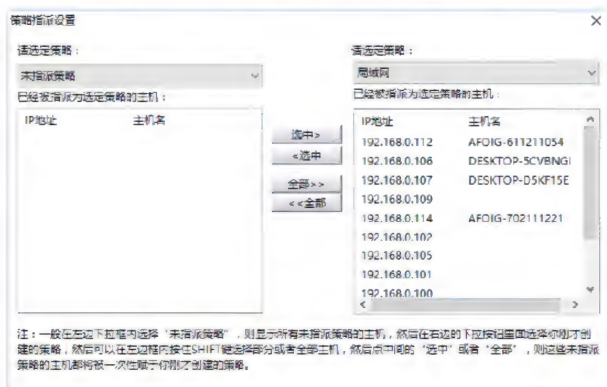 策略指派设置
请选定策略：
请选定策略：
未指派策略
局域网
已经被指派为选定策略的主机：
已经被指派为选定策略的主机：
IP地址 主机名
IP地址 主机名
选中>
<选中
全部>>
<<全部
192.168.0.112 AFOIG-611211054
192.168.0.106 DESKTOP-5CVBNGI
192.168.0.107 DESKTOP-D5KF15E
192.168.0.109
192.168.0.114 AFOIG-702111221
192.168.0.102
192.168.0.105
192.168.0.101
192.168.0.100
注：一般在左边下拉框内选择“未指派策略”，则显示所有未指派策略的主机，然后在右边的下拉按钮里面选择你刚才创
建的策略，然后可以在左边框内按住SHIFT键选择部分或者全部主机，然后点中间的“选中”或者“全部”，则这些未指派
策略的主机都将被一次性赋于你刚才创建的策略。